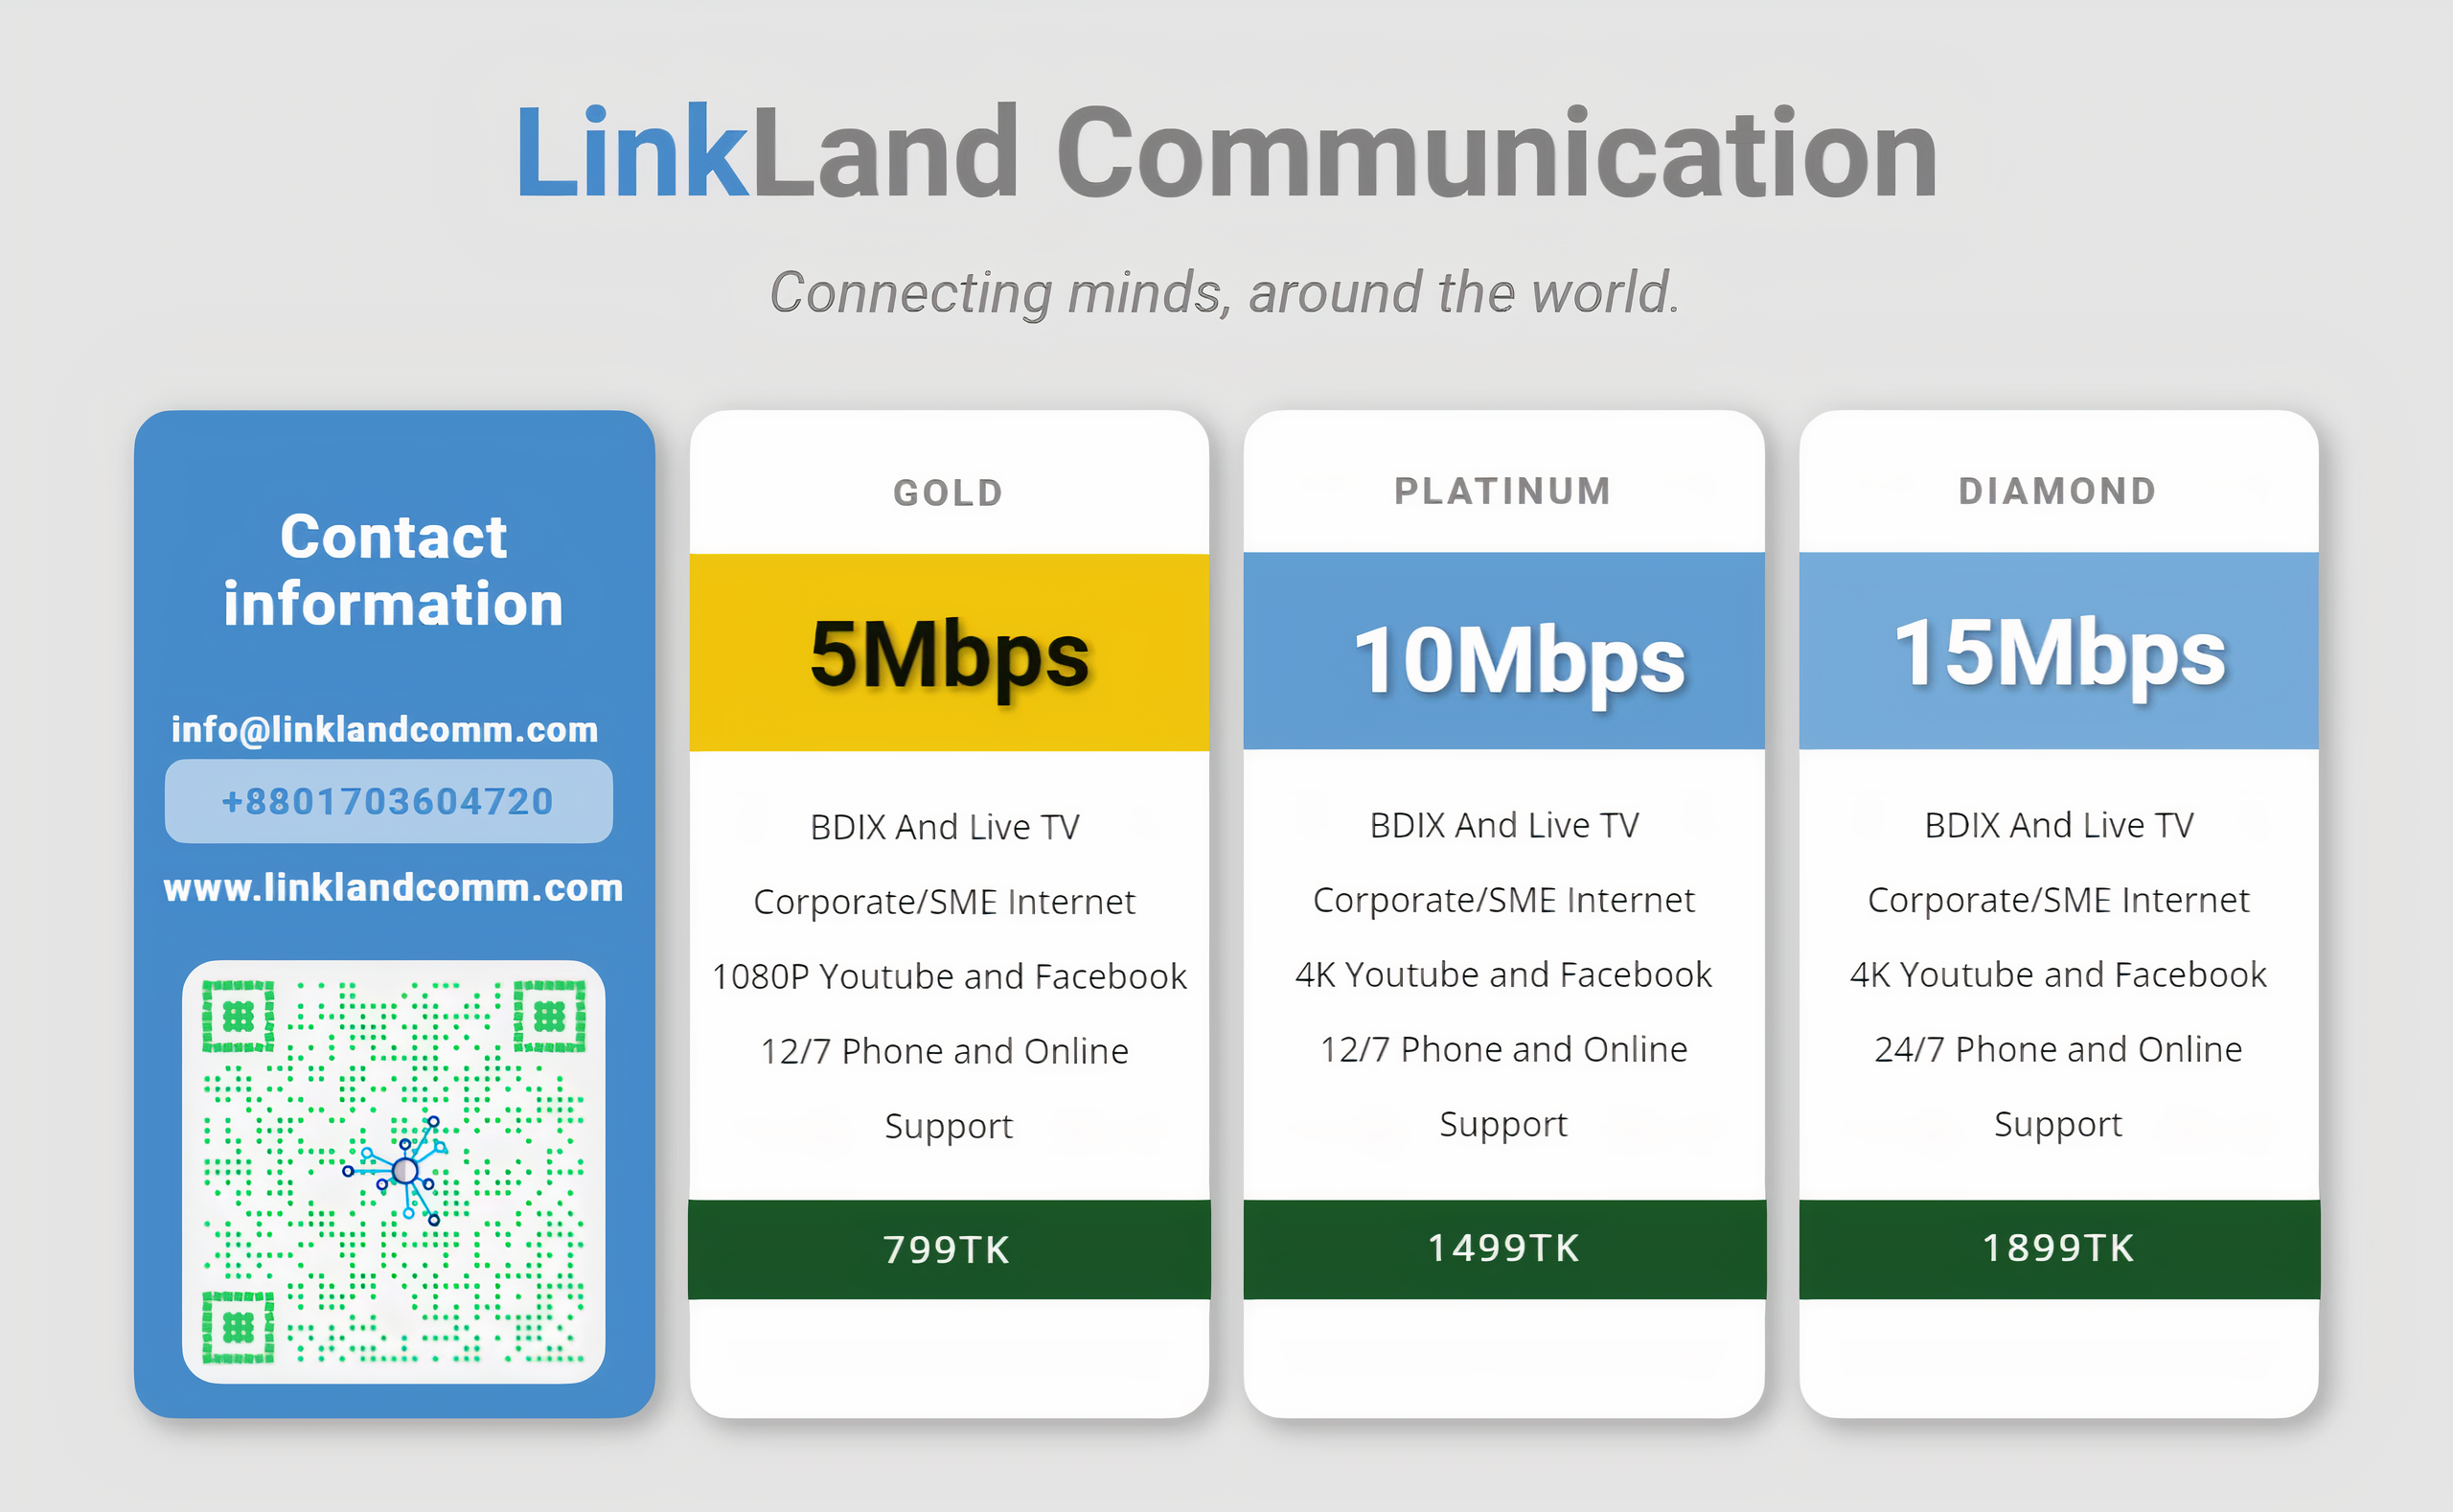 LinkLand Communication
Connecting minds, around the world.
Contact
information
info@linklandcomm.com
+8801703604720
www.linklandcomm.com
GOLD
5Mbps
BDIX And Live TV
Corporate/SME Internet
1080P Youtube and Facebook
12/7 Phone and Online
Support
799TK
PLATINUM
10Mbps
BDIX And Live TV
Corporate/SME Internet
4K Youtube and Facebook
12/7 Phone and Online
Support
1499TK
DIAMOND
15Mbps
BDIX And Live TV
Corporate/SME Internet
4K Youtube and Facebook
24/7 Phone and Online
Support
1899TK